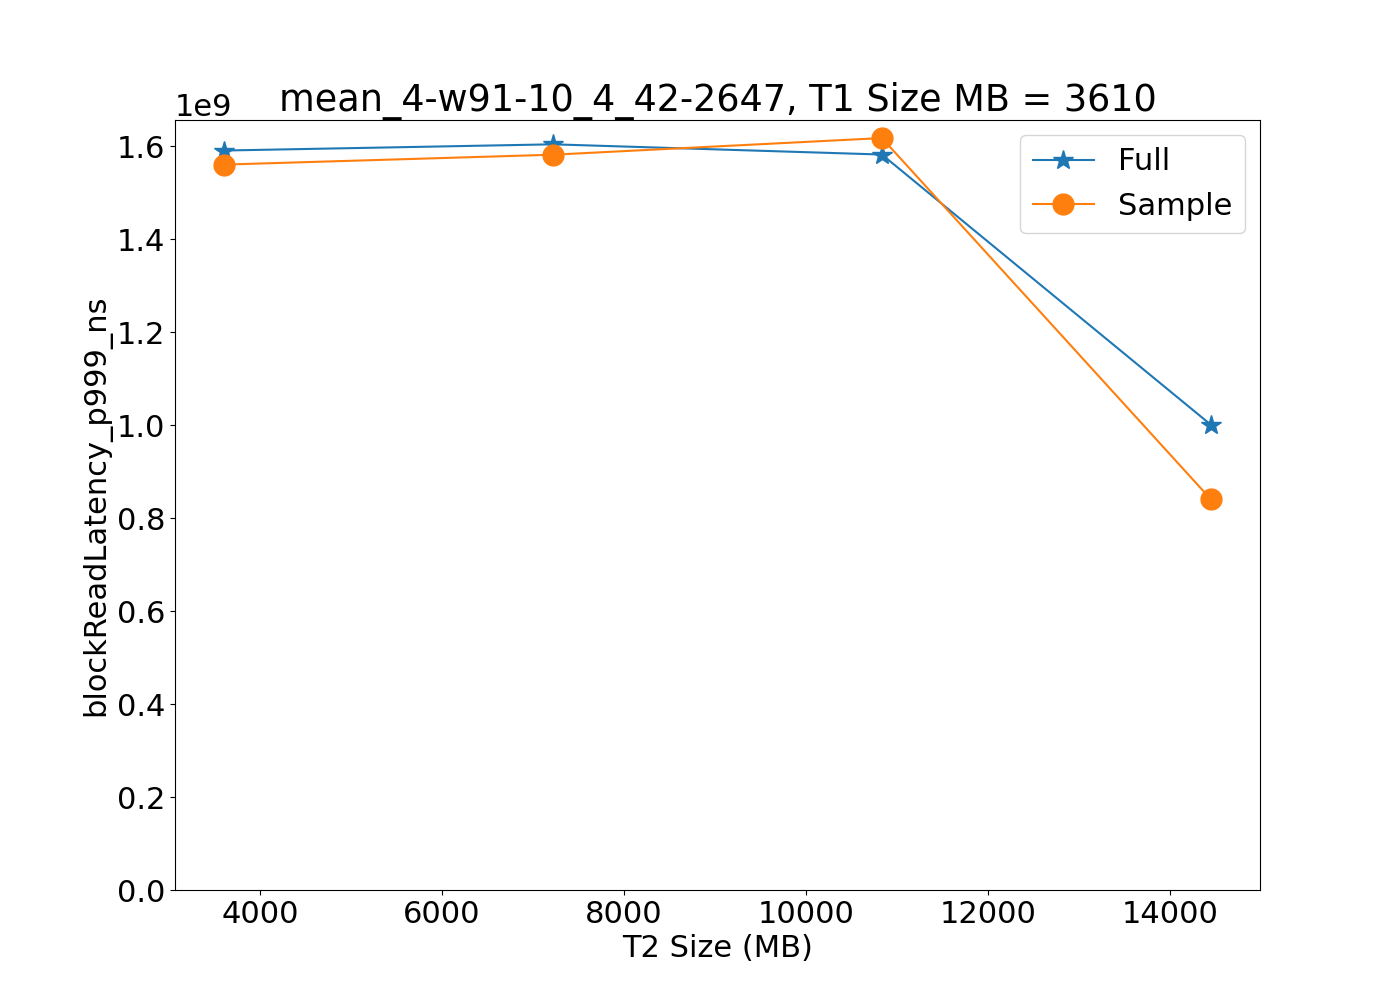 mean_4-w91-10_4_42-2647, T1 Size MB = 3610
1e9
1.6
1.4
1.2
1.0
0.8
0.6
0.4
0.2
0.0
blockReadLatency_p999_ns
Full
Sample
4000 6000 8000 10000 12000 14000
T2 Size (MB)